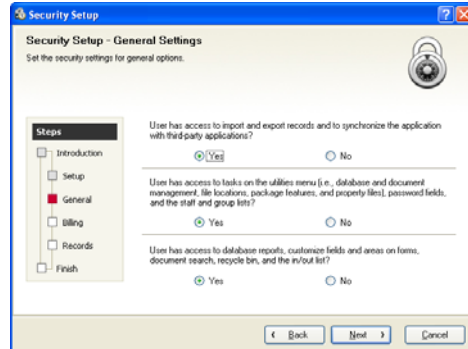 Security Setup
Security Setup - General Settings
Set the security settings for general options.
Steps
Introduction
Setup
General
Billing
Records
Finish
User has access to import and export records and to synchronize the application
with third-party applications?
Yes
No
User has access to tasks on the utilities menu [i.e., database and document
management, file locations, package features, and property files], password fields,
and the staff and group lists?
Yes
No
User has access to database reports, customize fields and areas on forms,
document search, recycle bin, and the in/out list?
Yes
No
Back
Next
Cancel